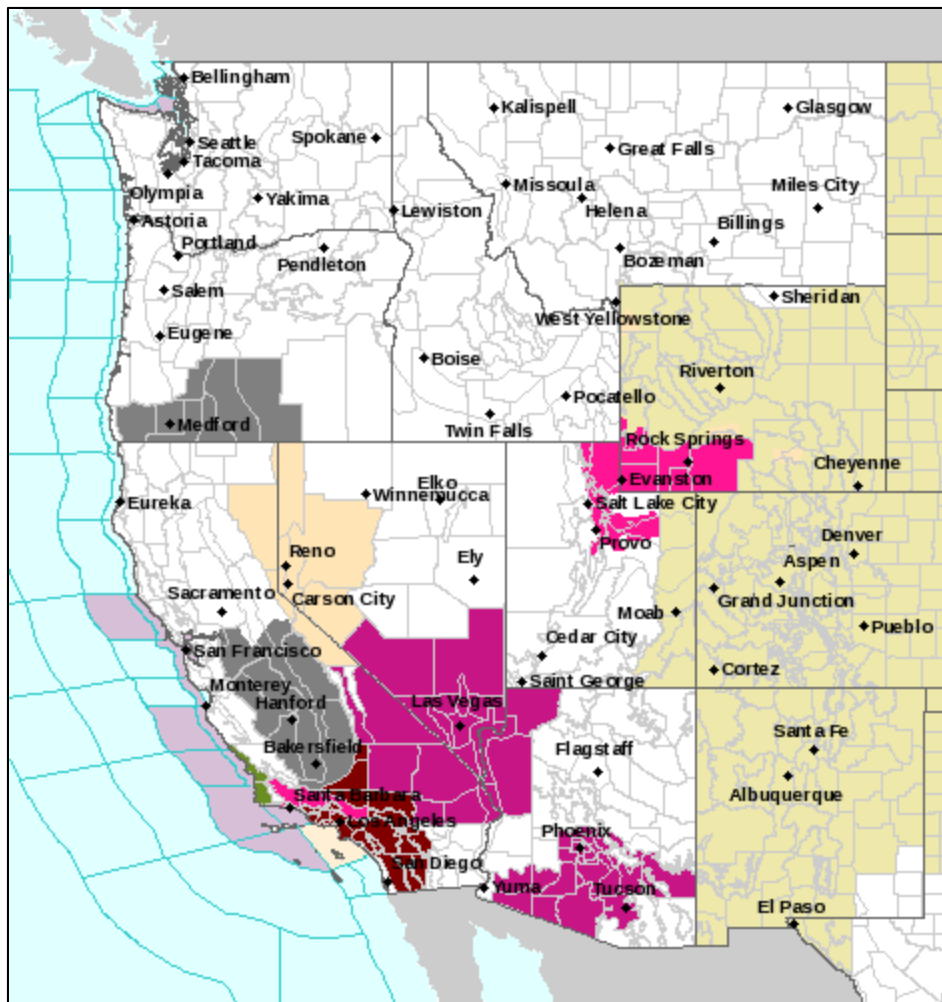 Bellingham
Kalispell
Glasgow
Spokane
Seattle
Great Falls
Tacoma
Missoula
Miles City
Olympia
Yakima
Helena
Lewiston
Astoria
Billings
Portland
Bozeman
Pendleton
Salem
Sheridan
West Yellowstone
Eugene
Boise
Riverton
Pocatello
Medford
Twin Falls
Rock Springs
Cheyenne
Evanston
Elko
Winnemucca
Eureka
Salt Lake City
Provo
Denver
Reno
Ely
Aspen
Sacramento
Carson City
Grand Junction
Moab
Pueblo
Cedar City
San Francisco
Cortez
Saint George
Monterey
Hanford
Las Vegas
Santa Fe
Bakersfield
Flagstaff
Albuquerque
Santa Barbara
Los Angeles
Phoenix
San Diego
Yuma
Tucson
El Paso